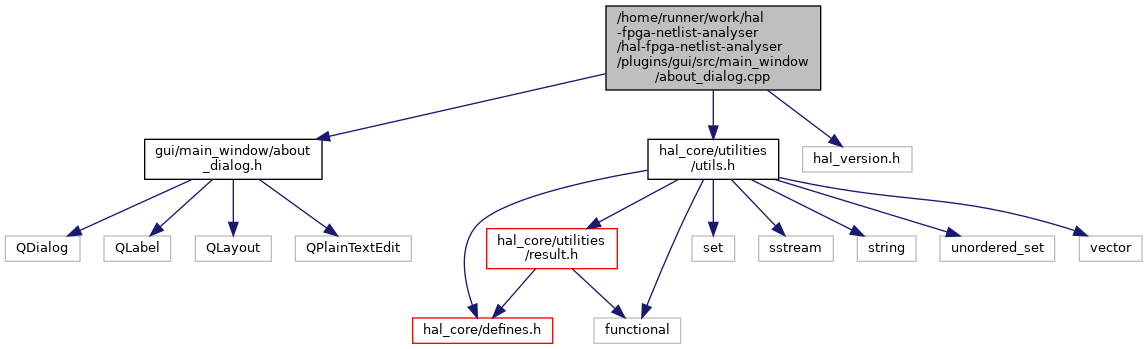 /home/runner/work/hal
-fpga-netlist-analyser
/hal-fpga-netlist-analyser
/plugins/gui/src/main_window
/about_dialog.cpp
gui/main_window/about
_dialog.h
hal_core/utilities
/utils.h
hal_version.h
QDialog
QLabel
QLayout
QPlainTextEdit
hal_core/utilities
/result.h
set
sstream
string
unordered_set
vector
hal_core/defines.h
functional